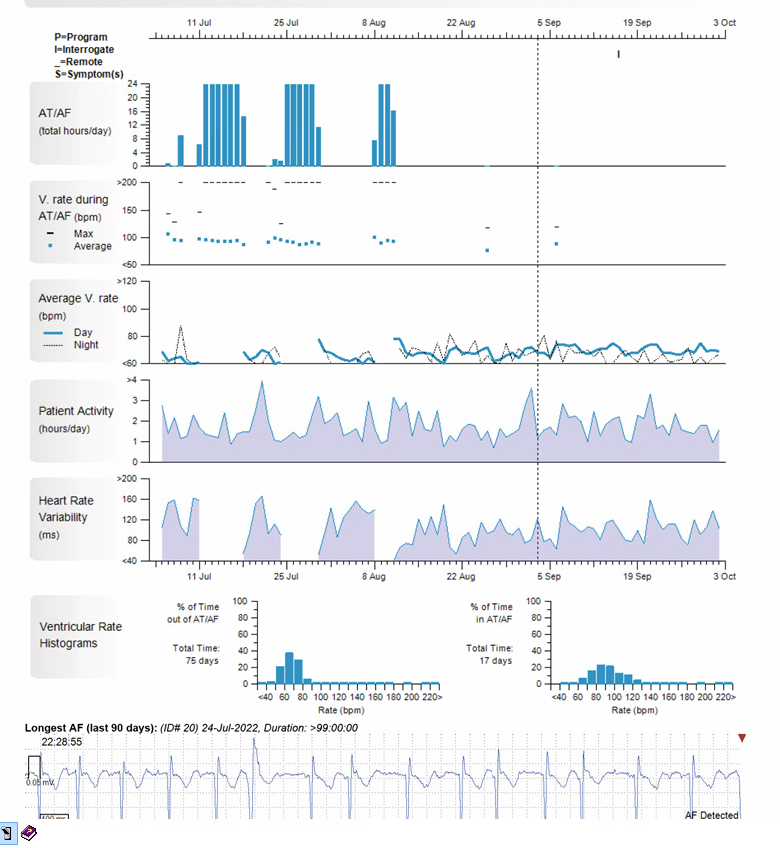 11 Jul 25 Jul 8 Aug 22 Aug 5 Sep 19 Sep 3 Oct
P=Program
I=Interrogate
_=Remote
S=Symptom(s)
I
AT/AF
(total hours/day)
24
20
16
12
8
4
0
V. rate during
AT/AF (bpm)
Max
Average
>200
150
100
<50
Average V. rate
(bpm)
Day
Night
>120
100
80
<60
Patient Activity
(hours/day)
>4
3
2
1
0
Heart Rate
Variability
(ms)
>200
160
120
80
<40
11 Jul 25 Jul 8 Aug 22 Aug 5 Sep 19 Sep 3 Oct
Ventricular Rate
Histograms
% of Time
out of AT/AF
Total Time:
75 days
100
80
60
40
20
0
<40 60 80 100 120 140 160 180 200 220>
Rate (bpm)
% of Time
in AT/AF
Total Time:
17 days
100
80
60
40
20
0
<40 60 80 100 120 140 160 180 200 220>
Rate (bpm)
Longest AF (last 90 days): (ID# 20) 24-Jul-2022, Duration: >99:00:00
22:28:55
0.05 mV
AF Detected